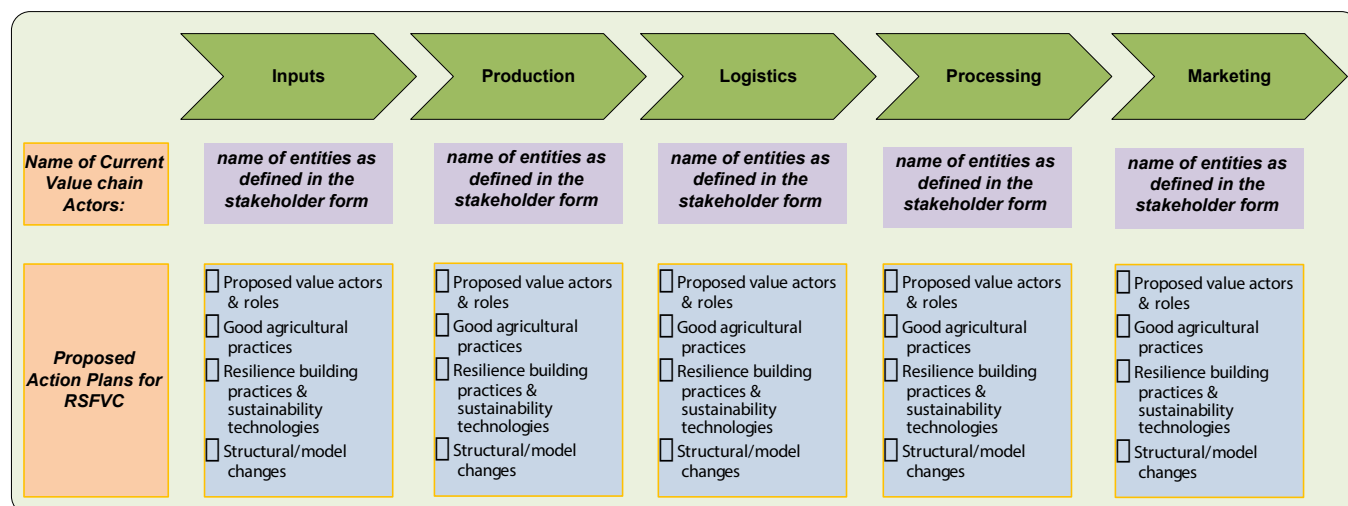 Inputs
Production
Logistics
Processing
Marketing
Name of Current
Value chain
Actors:
name of entities as
defined in the
stakeholder form
name of entities as
defined in the
stakeholder form
name of entities as
defined in the
stakeholder form
name of entities as
defined in the
stakeholder form
name of entities as
defined in the
stakeholder form
Proposed
Action Plans for
RSFVC
Proposed value actors
& roles
Good agricultural
practices
Resilience building
practices &
sustainability
technologies
Structural/model
changes
Proposed value actors
& roles
Good agricultural
practices
Resilience building
practices &
sustainability
technologies
Structural/model
changes
Proposed value actors
& roles
Good agricultural
practices
Resilience building
practices &
sustainability
technologies
Structural/model
changes
Proposed value actors
& roles
Good agricultural
practices
Resilience building
practices &
sustainability
technologies
Structural/model
changes
Proposed value actors
& roles
Good agricultural
practices
Resilience building
practices &
sustainability
technologies
Structural/model
changes